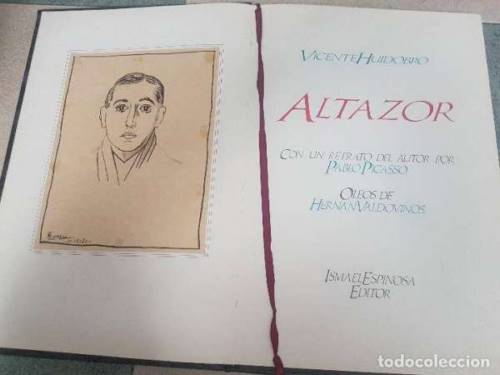 VICENTE HUIDOBRO
ALTAZOR
CON UN RETRATO DEL AUTOR POR
PABLO PICASSO
OLEOS DE
HERNAN VALDOVINOS
ISMAEL ESPINOSA
EDITOR
todocoleccion.net